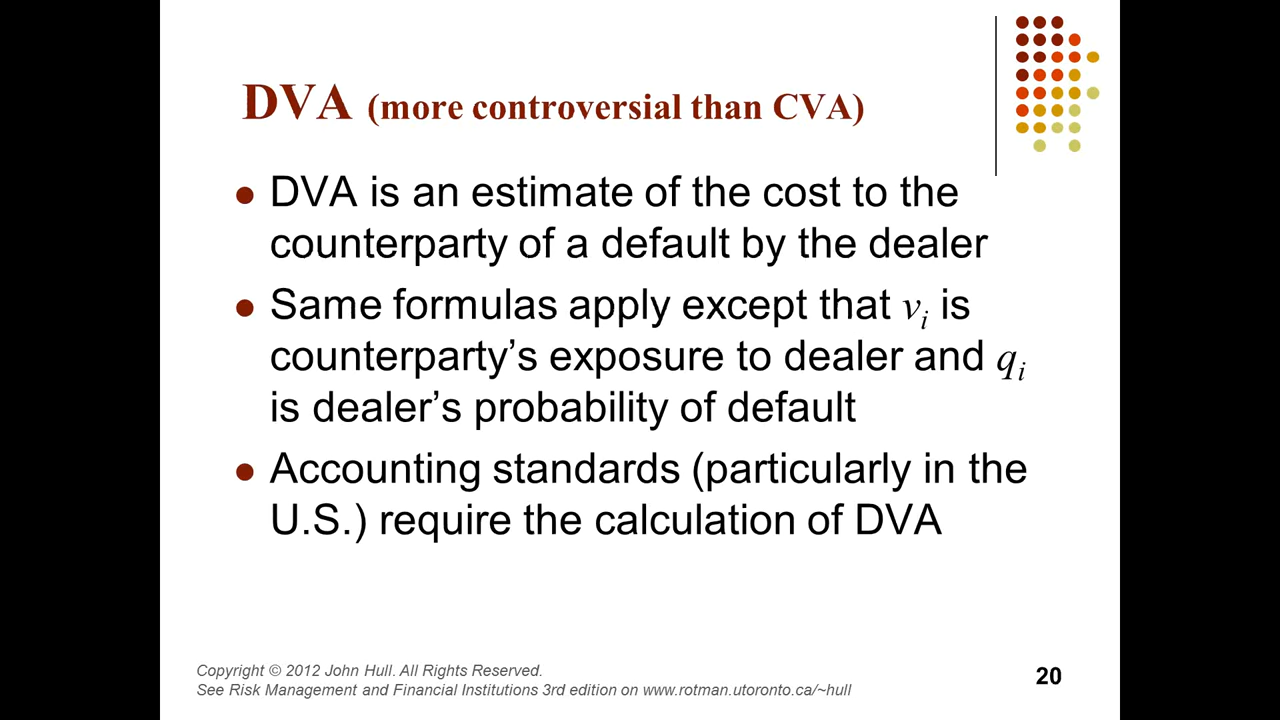 DVA (more controversial than CVA)
DVA is an estimate of the cost to the
counterparty of a default by the dealer
Same formulas apply except that vi is
counterparty’s exposure to dealer and qi
is dealer’s probability of default
Accounting standards (particularly in the
U.S.) require the calculation of DVA
Copyright © 2012 John Hull. All Rights Reserved.
See Risk Management and Financial Institutions 3rd edition on www.rotman.utoronto.ca/~hull
20